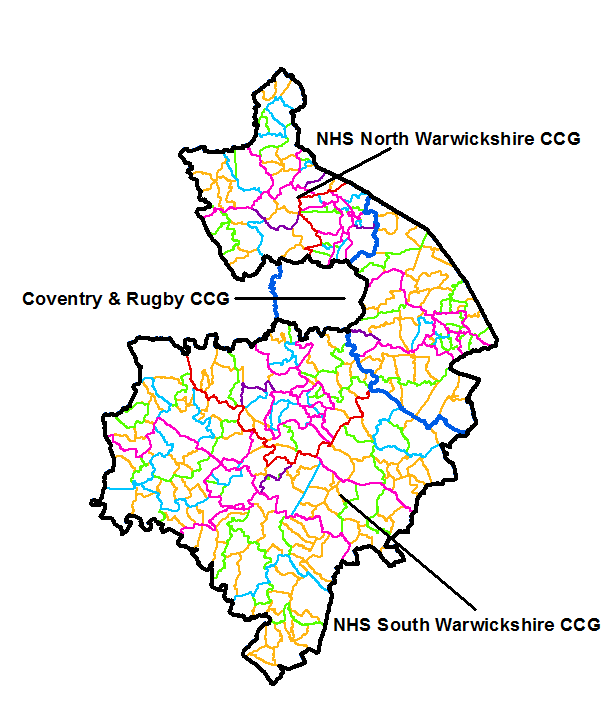 NHS North Warwickshire CCG
Coventry & Rugby CCG
NHS South Warwickshire CCG